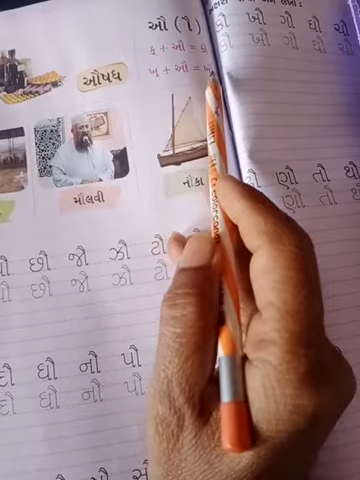 ઔ (ૌ)
ક્ + ઔ = કૌ
ખ્ + ઔ = ખૌ
ઔષધ
મૌલવી
નૌકા
કૌ ખૌ ગૌ ઘૌ ચૌ
કૌ ખૌ ગૌ ઘૌ ચૌ
છૌ જૌ ઝૌ ટૌ
છૌ જૌ ઝૌ ટૌ
ણૌ તૌ થૌ
ણૌ તૌ થૌ
દૌ ધૌ નૌ પૌ
દૌ ધૌ નૌ પૌ